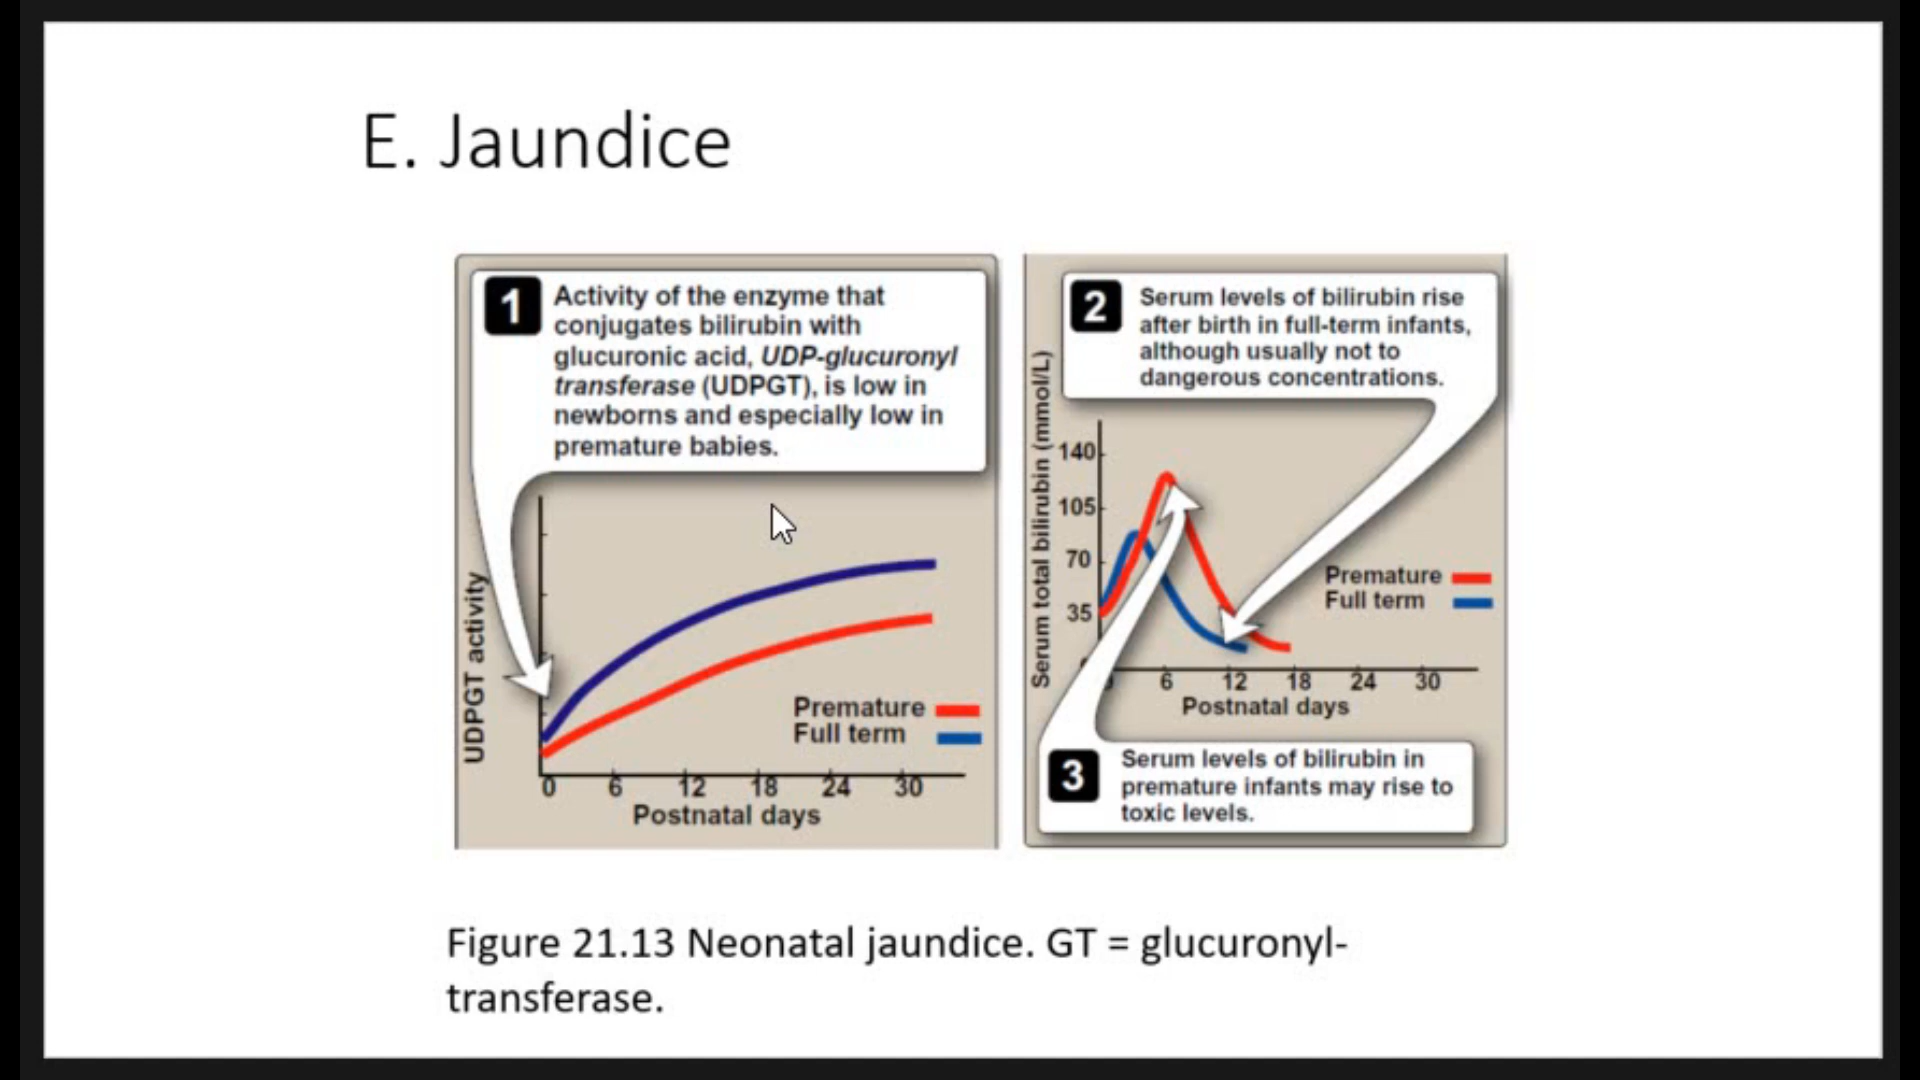 E. Jaundice
1
Activity of the enzyme that
conjugates bilirubin with
glucuronic acid, UDP-glucuronyl
transferase (UDPGT), is low in
newborns and especially low in
premature babies.
UDPGT activity
Premature
Full term
0 6 12 18 24 30
Postnatal days
2
Serum levels of bilirubin rise
after birth in full-term infants,
although usually not to
dangerous concentrations.
Serum total bilirubin (mmol/L)
140
105
70
35
Premature
Full term
6 12 18 24 30
Postnatal days
3
Serum levels of bilirubin in
premature infants may rise to
toxic levels.
Figure 21.13 Neonatal jaundice. GT = glucuronyl-
transferase.